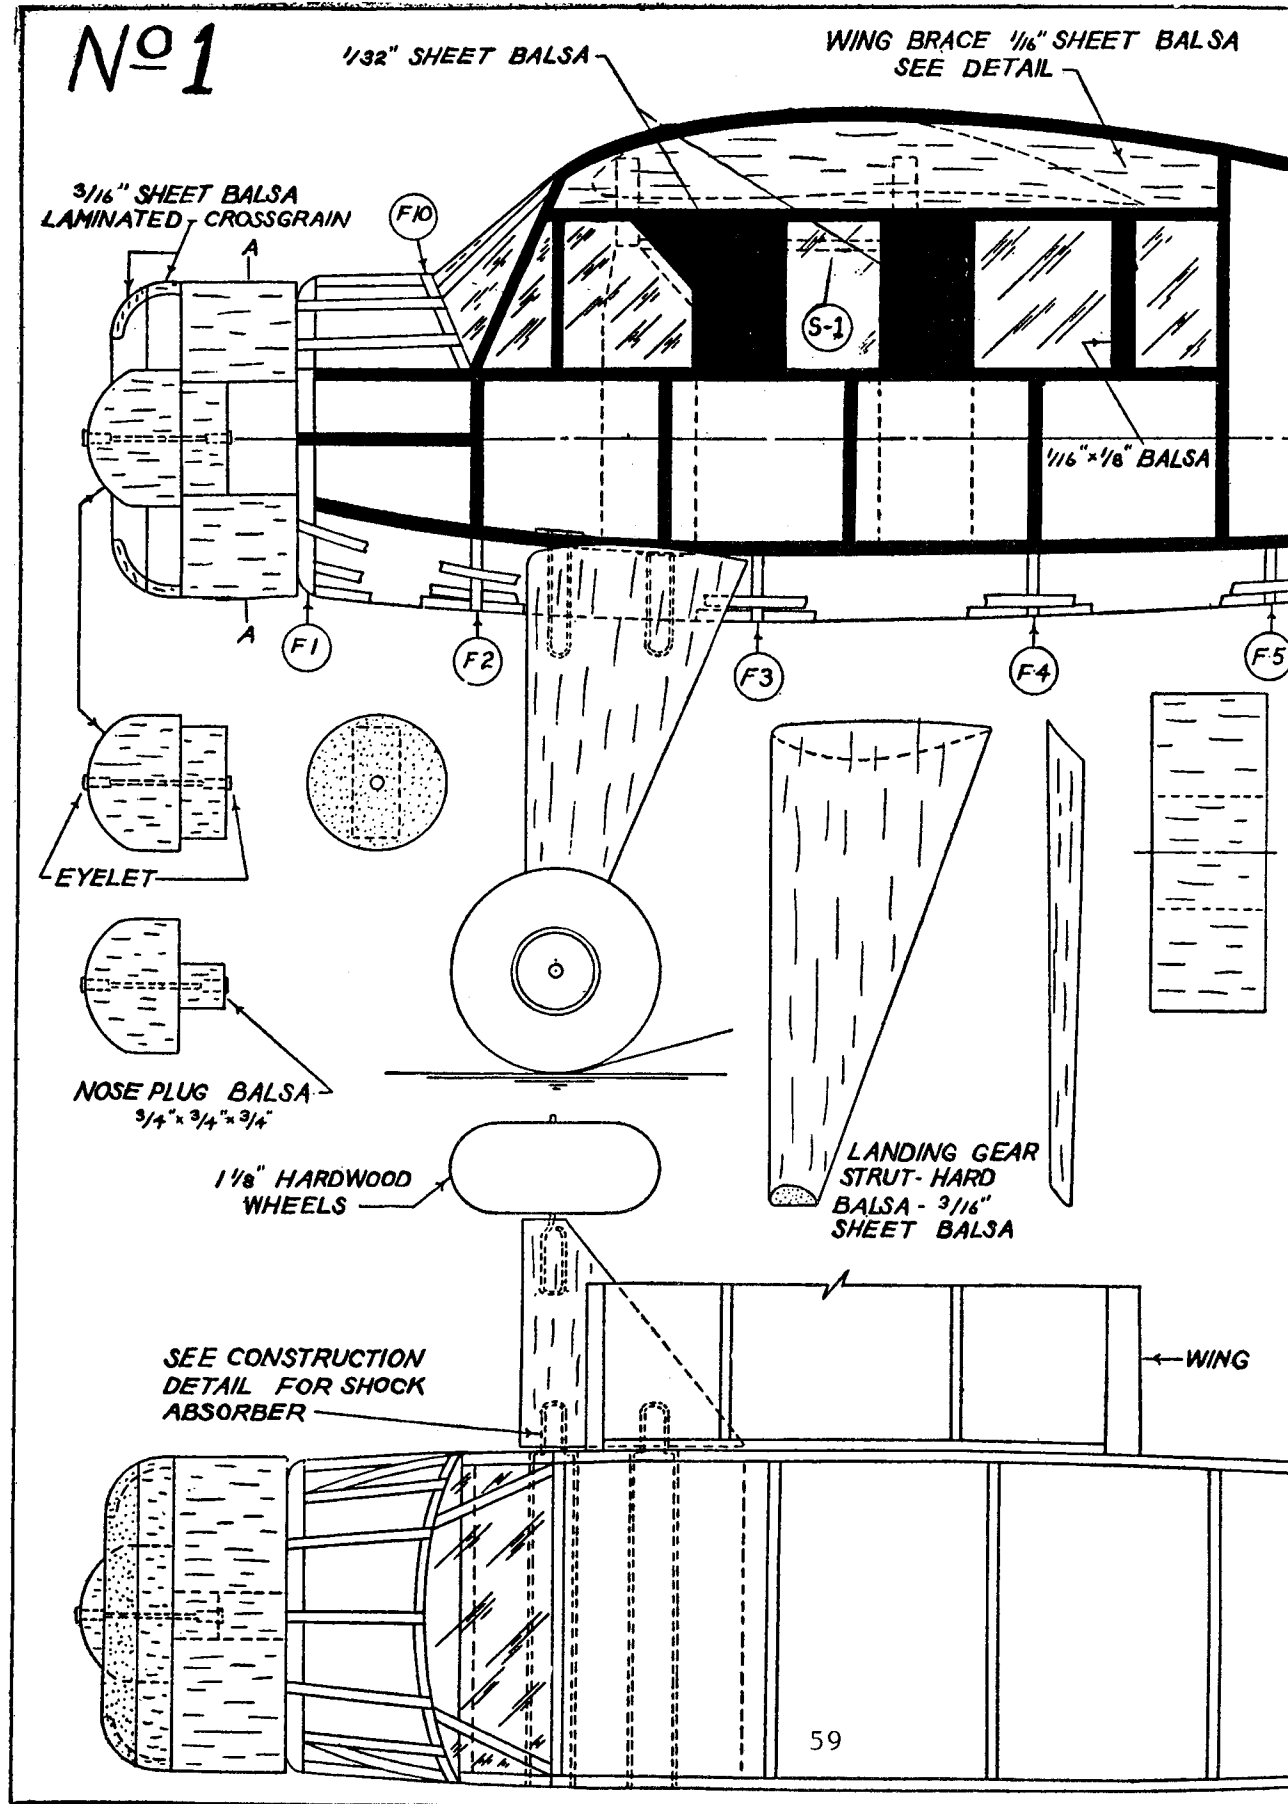 Nº 1
1/32" SHEET BALSA
WING BRACE 1/16" SHEET BALSA
SEE DETAIL
3/16" SHEET BALSA
LAMINATED - CROSSGRAIN
F10
A
S-1
1/16" x 1/8" BALSA
A
F1
F2
F3
F4
F5
EYELET
NOSE PLUG BALSA
3/4" x 3/4" x 3/4"
1 1/8" HARDWOOD
WHEELS
LANDING GEAR
STRUT - HARD
BALSA - 3/16"
SHEET BALSA
SEE CONSTRUCTION
DETAIL FOR SHOCK
ABSORBER
WING
59